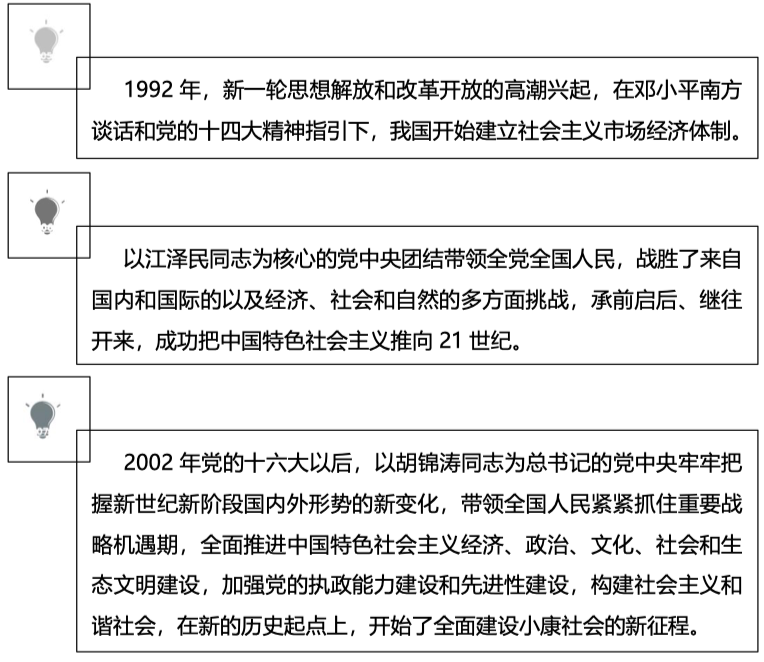 1992 年，新一轮思想解放和改革开放的高潮兴起，在邓小平南方
谈话和党的十四大精神指引下，我国开始建立社会主义市场经济体制。
以江泽民同志为核心的党中央团结带领全党全国人民，战胜了来自
国内和国际的以及经济、社会和自然的多方面挑战，承前启后、继往
开来，成功把中国特色社会主义推向 21 世纪。
2002 年党的十六大以后，以胡锦涛同志为总书记的党中央牢牢把
握新世纪新阶段国内外形势的新变化，带领全国人民紧紧抓住重要战
略机遇期，全面推进中国特色社会主义经济、政治、文化、社会和生
态文明建设，加强党的执政能力建设和先进性建设，构建社会主义和
谐社会，在新的历史起点上，开始了全面建设小康社会的新征程。